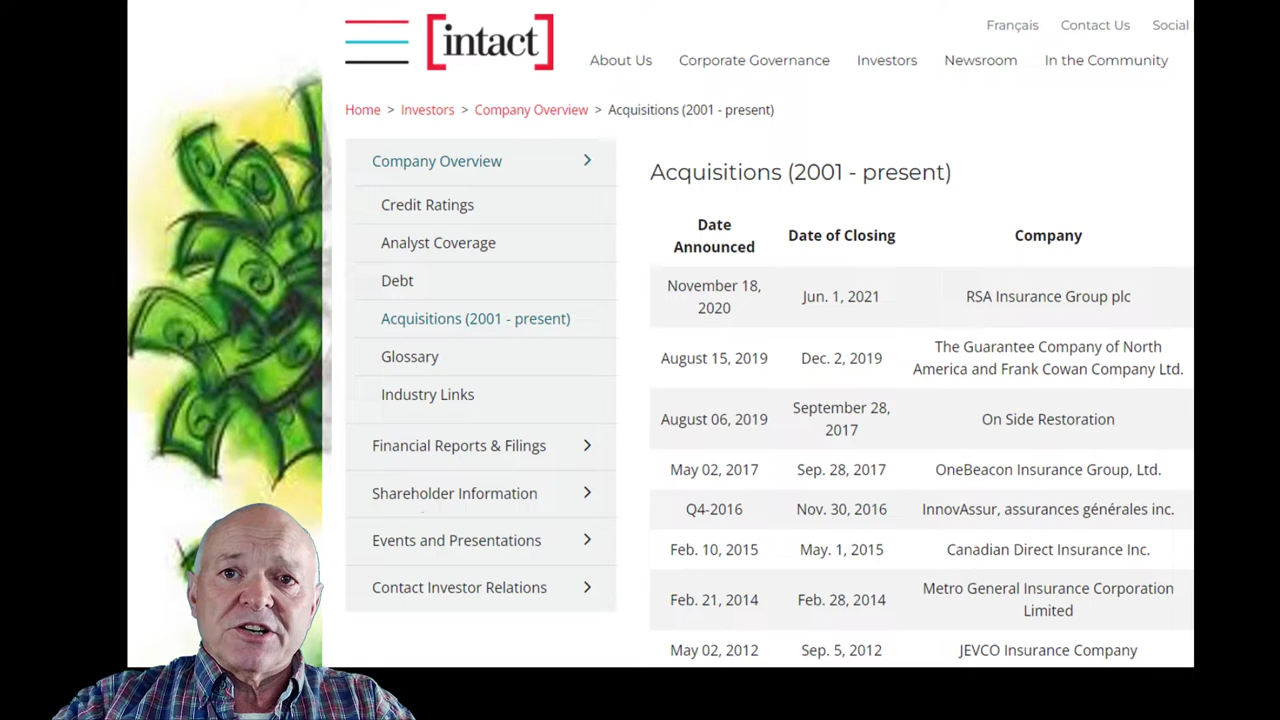 [intact]
Français Contact Us Social
About Us Corporate Governance Investors Newsroom In the Community
Home > Investors > Company Overview > Acquisitions (2001 - present)
Company Overview
Credit Ratings
Analyst Coverage
Debt
Acquisitions (2001 - present)
Glossary
Industry Links
Financial Reports & Filings
Shareholder Information
Events and Presentations
Contact Investor Relations
Acquisitions (2001 - present)
Date Announced Date of Closing Company
November 18, 2020 Jun. 1, 2021 RSA Insurance Group plc
August 15, 2019 Dec. 2, 2019 The Guarantee Company of North America and Frank Cowan Company Ltd.
August 06, 2019 September 28, 2017 On Side Restoration
May 02, 2017 Sep. 28, 2017 OneBeacon Insurance Group, Ltd.
Q4-2016 Nov. 30, 2016 InnovAssur, assurances générales inc.
Feb. 10, 2015 May. 1, 2015 Canadian Direct Insurance Inc.
Feb. 21, 2014 Feb. 28, 2014 Metro General Insurance Corporation Limited
May 02, 2012 Sep. 5, 2012 JEVCO Insurance Company